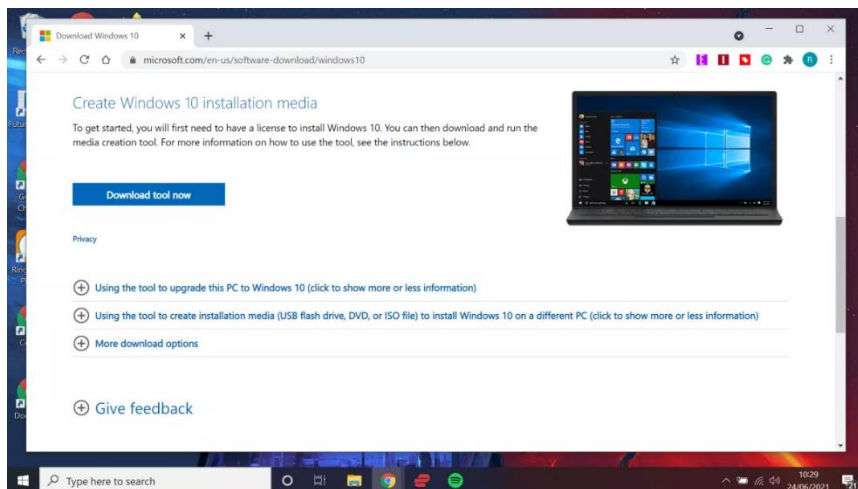 Download Windows 10
microsoft.com/en-us/software-download/windows10
R
Create Windows 10 installation media
To get started, you will first need to have a license to install Windows 10. You can then download and run the
media creation tool. For more information on how to use the tool, see the instructions below.
Download tool now
Privacy
Using the tool to upgrade this PC to Windows 10 (click to show more or less information)
Using the tool to create installation media (USB flash drive, DVD, or ISO file) to install Windows 10 on a different PC (click to show more or less information)
More download options
Give feedback
Type here to search
10:29
24/06/2021